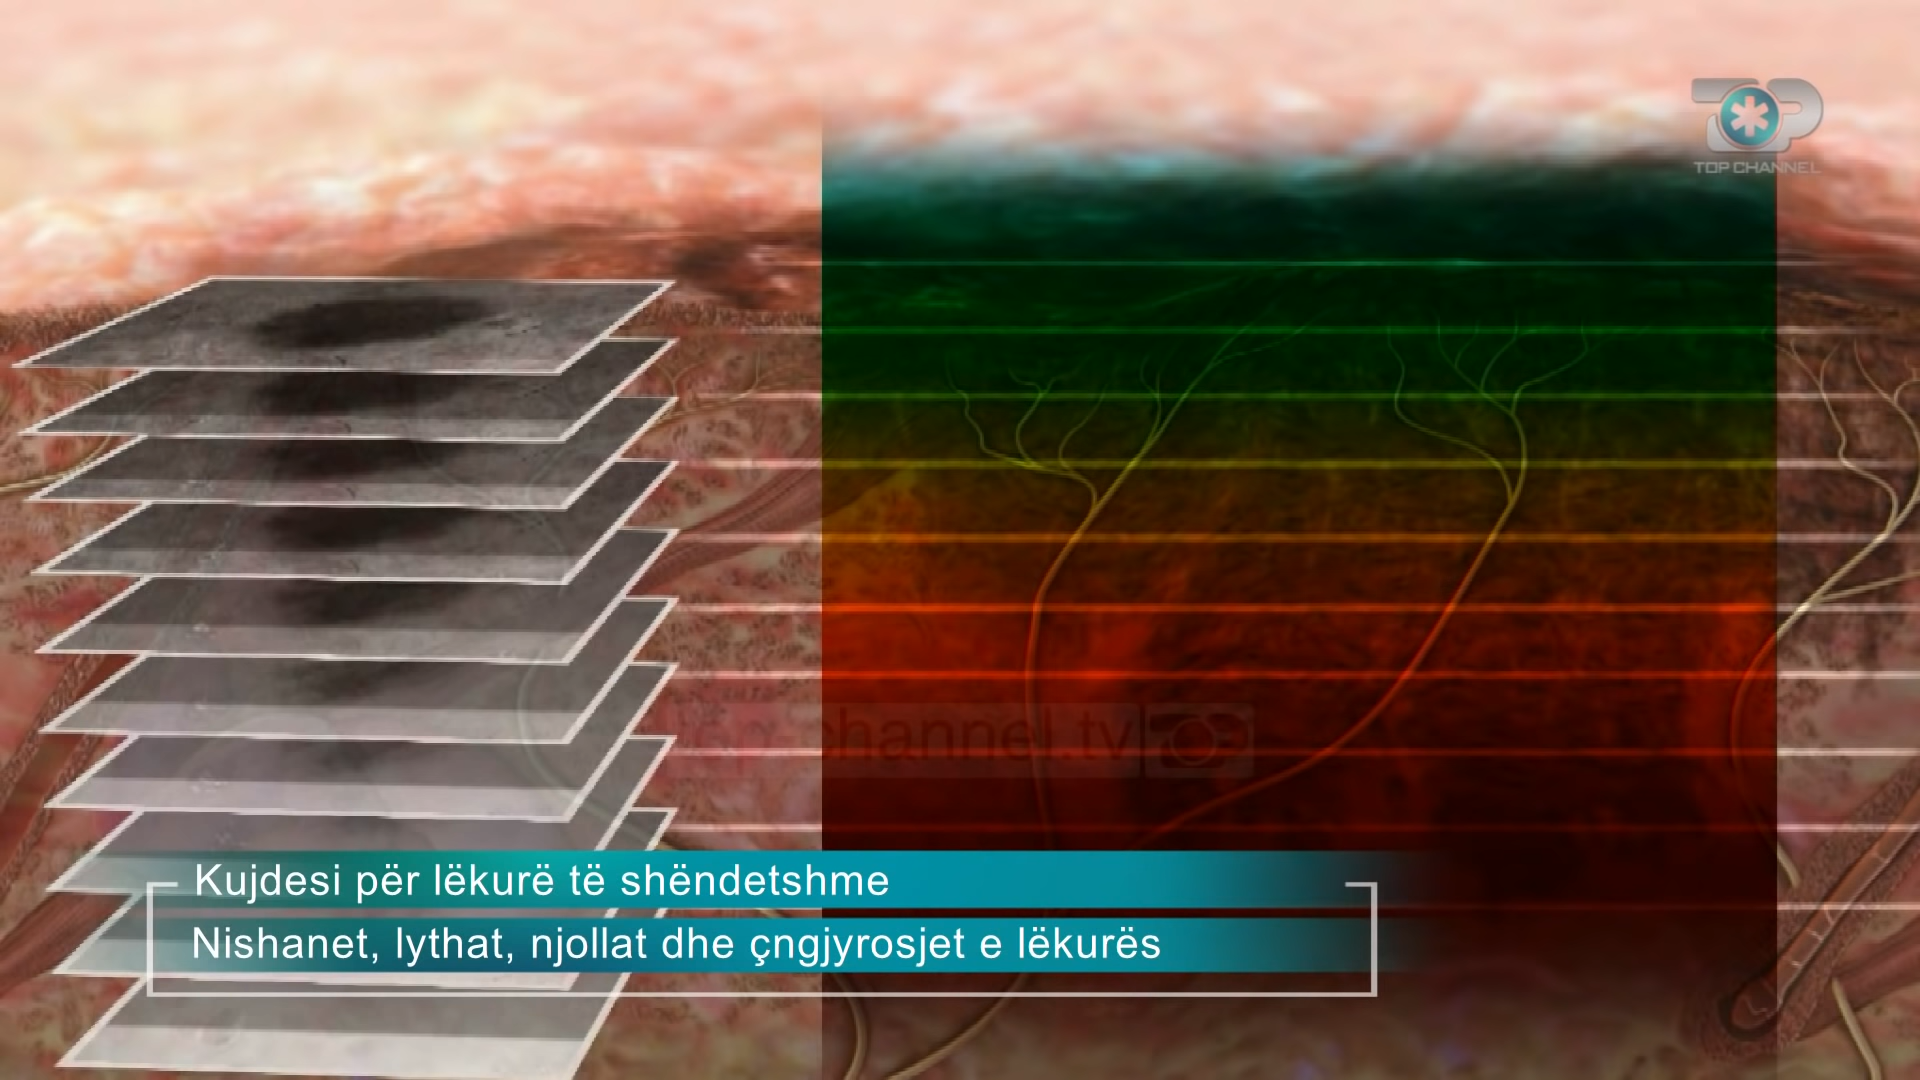 TOP CHANNEL
top-channel.tv
Kujdesi për lëkurë të shëndetshme
Nishanet, lythat, njollat dhe çngjyrosjet e lëkurës